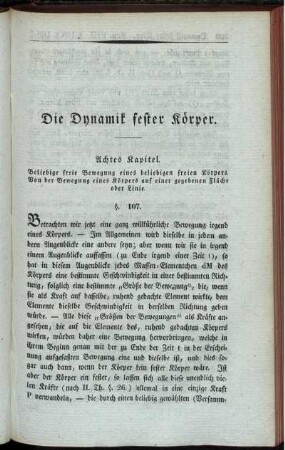 Die Dynamik fester Körper.
Achtes Kapitel.
Beliebige freie Bewegung eines beliebigen freien Körpers
Von der Bewegung eines Körpers auf einer gegebenen Fläche
oder Linie.
§. 107.
Betrachten wir jetzt eine ganz willkührliche Bewegung irgend
eines Körpers. — Im Allgemeinen wird dieselbe in jedem an-
dern Augenblicke eine andere seyn; aber wenn wir sie in irgend
einem Augenblicke auffassen (zu Ende irgend einer Zeit t), so
hat in diesem Augenblicke jedes Massen-Elementchen dM des
Körpers eine bestimmte Geschwindigkeit in einer bestimmten Rich-
tung, folglich eine bestimmte „Größe der Bewegung“, die, wenn
sie als Kraft auf dasselbe, ruhend gedachte Element wirkte, dem
Elemente dieselbe Geschwindigkeit in derselben Richtung geben
würde. — Alle diese „Größen der Bewegungen“ als Kräfte an-
gesehen, die auf die Elemente des, ruhend gedachten Körpers
wirken, würden daher eine Bewegung hervorbringen, welche in
ihrem Beginn genau mit der zu Ende der Zeit t in der Erschei-
nung aufgefaßten Bewegung eins und dieselbe ist, und dies so-
gar auch dann, wenn der Körper kein in sich fester wäre. Ist
aber der Körper ein fester, so lassen sich alle diese unendlich vie-
len Kräfte (nach II. Th. §. 26.) allemal in eine einzige Kraft
P verwandeln, — die durch einen beliebig gewählten (Versamm-